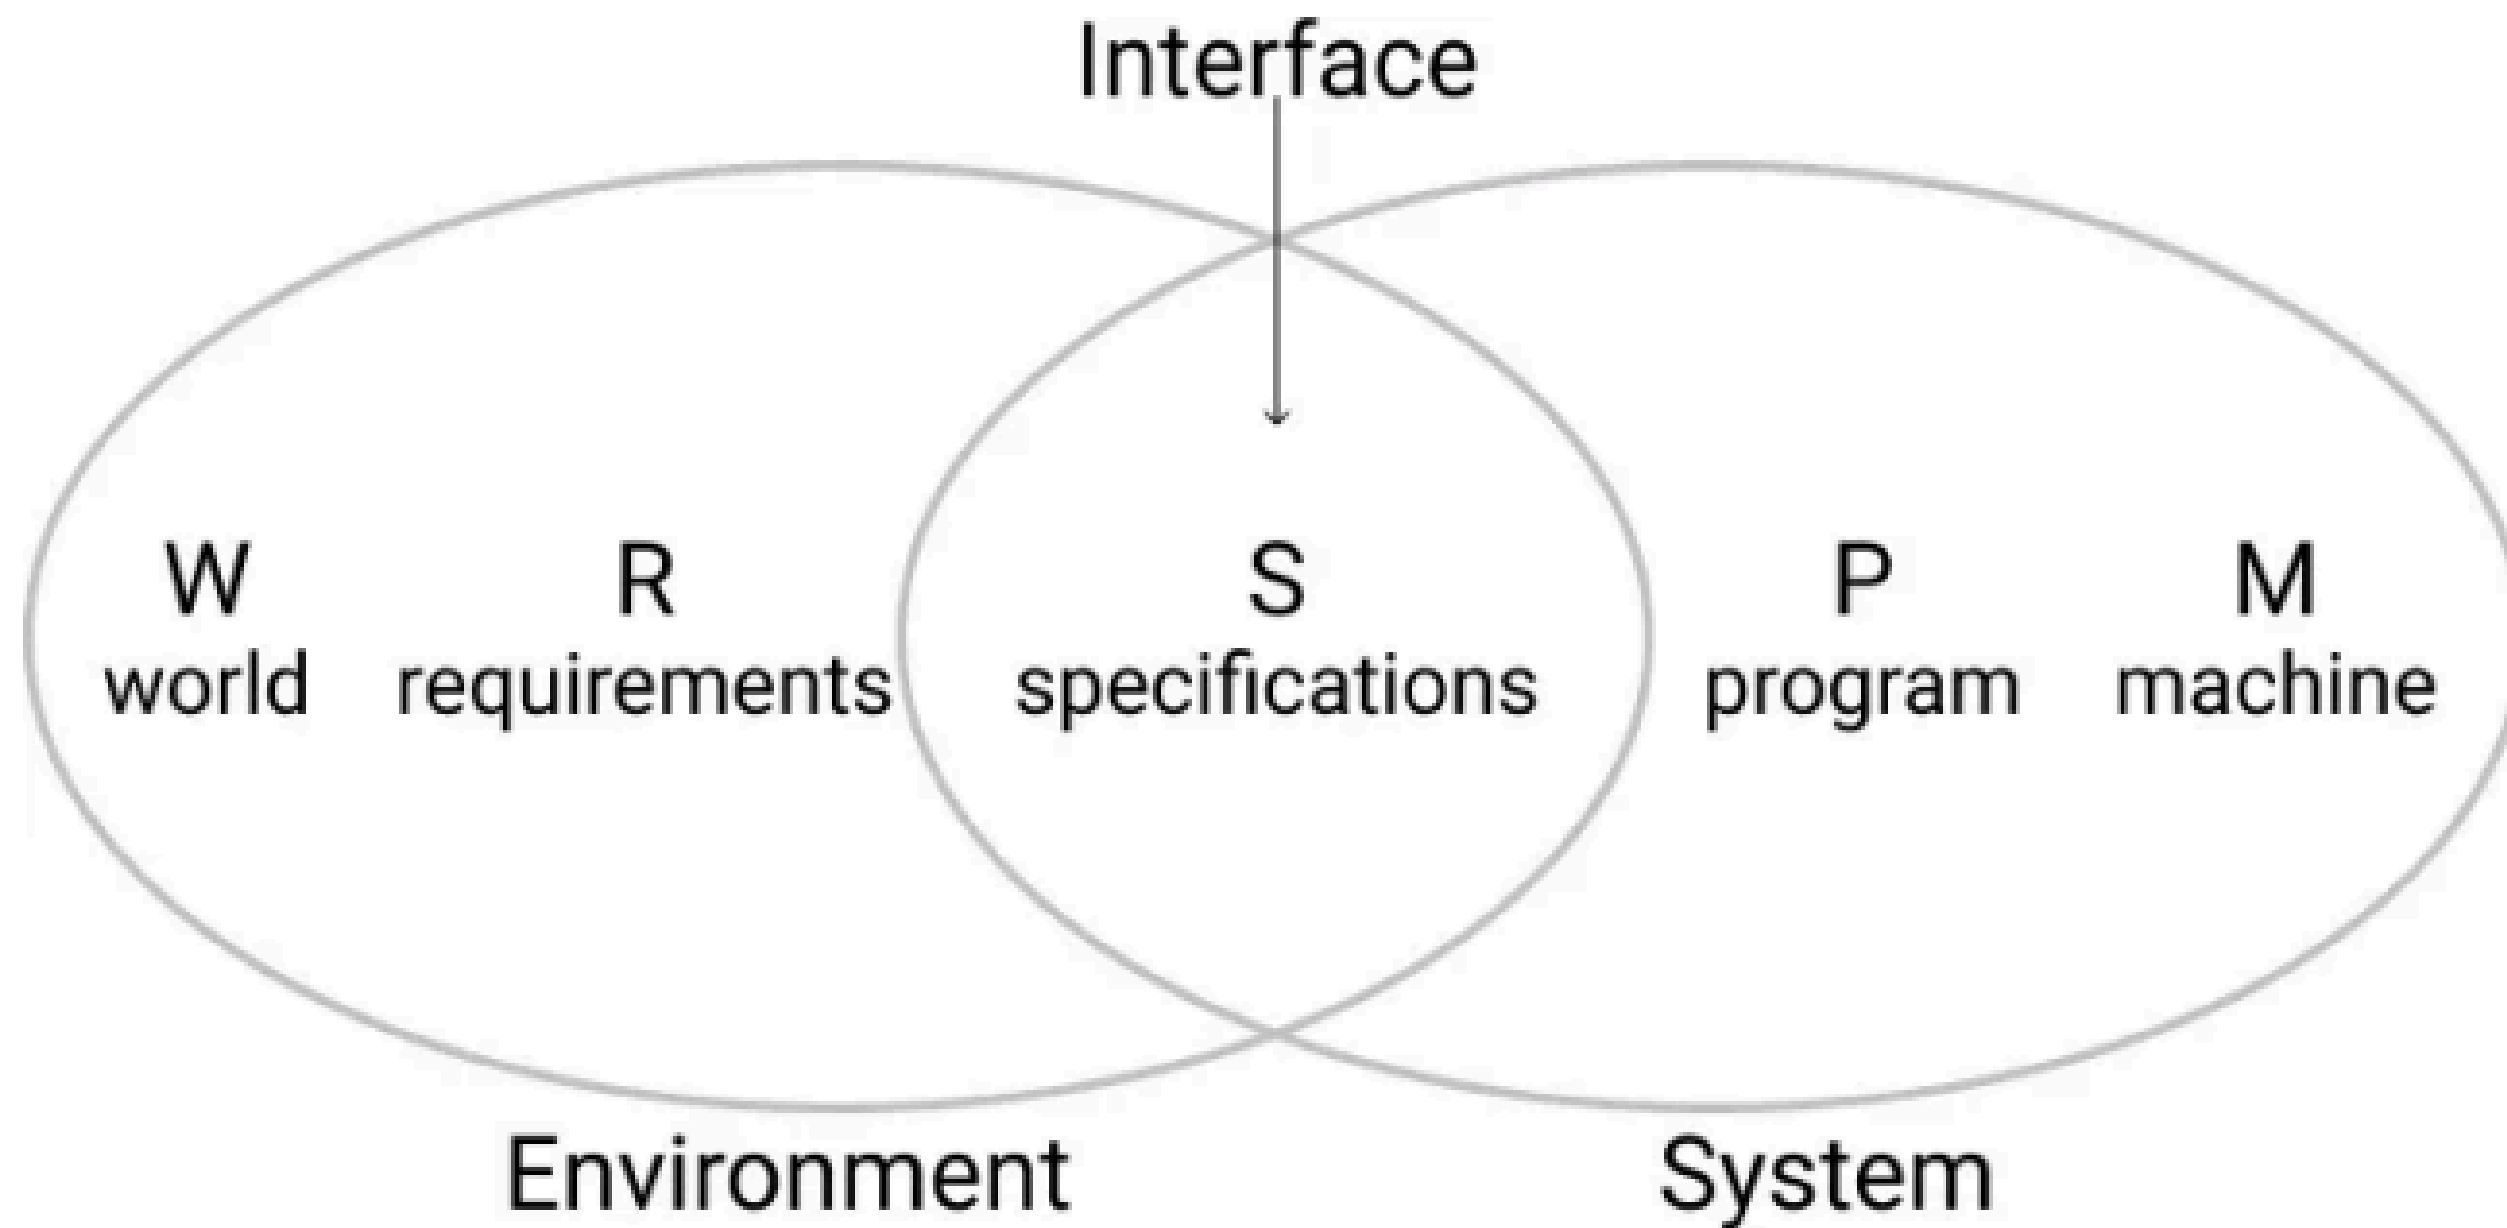 Interface
W R S P M
world requirements specifications program machine
Environment System